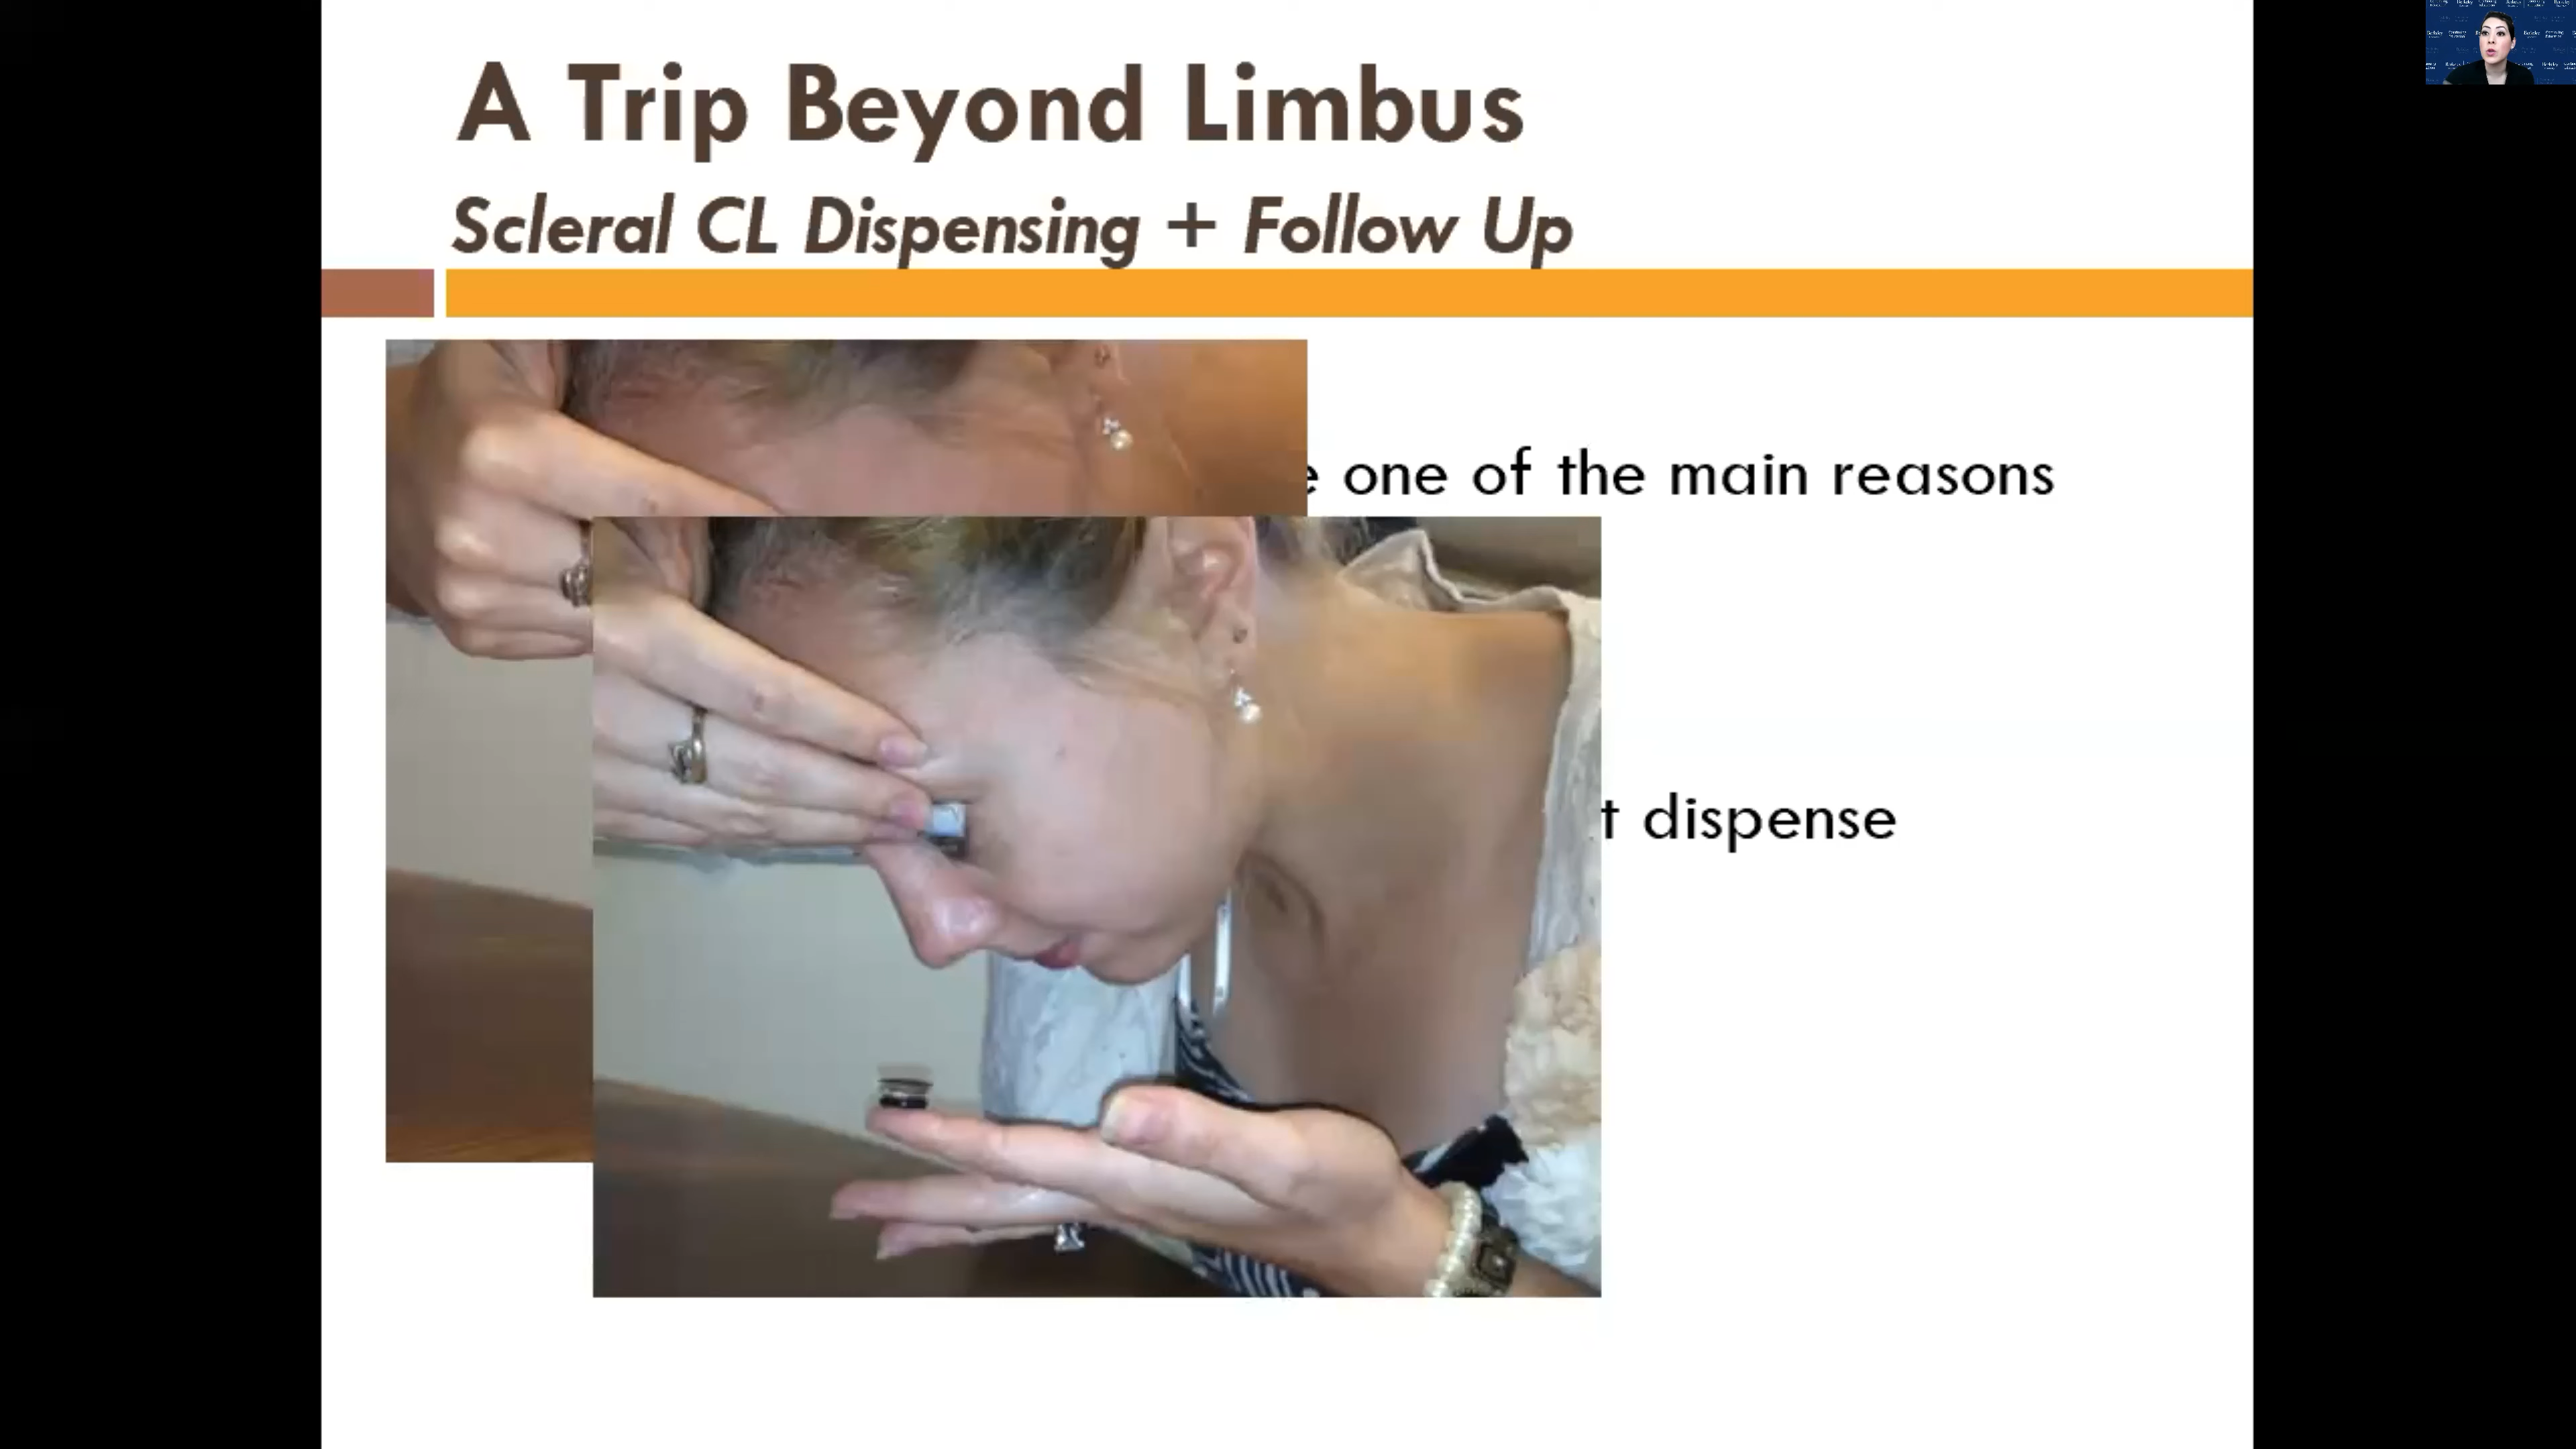 A Trip Beyond Limbus
Scleral CL Dispensing + Follow Up
one of the main reasons
dispense